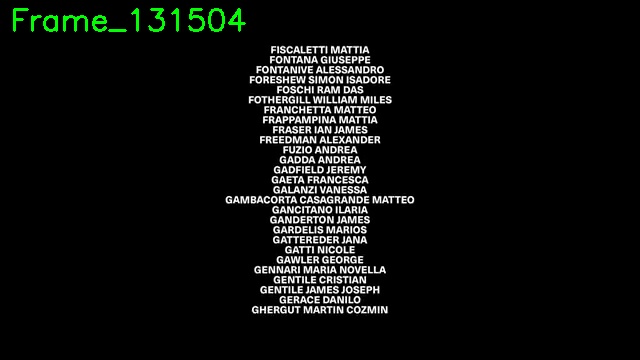 Frame_131504
FISCALETTI MATTIA
FONTANA GIUSEPPE
FONTANIVE ALESSANDRO
FORESHEW SIMON ISADORE
FOSCHI RAM DAS
FOTHERGILL WILLIAM MILES
FRANCHETTA MATTEO
FRAPPAMPINA MATTIA
FRASER IAN JAMES
FREEDMAN ALEXANDER
FUZIO ANDREA
GADDA ANDREA
GADFIELD JEREMY
GAETA FRANCESCA
GALANZI VANESSA
GAMBACORTA CASAGRANDE MATTEO
GANCITANO ILARIA
GANDERTON JAMES
GARDELIS MARIOS
GATTEREDER JANA
GATTI NICOLE
GAWLER GEORGE
GENNARI MARIA NOVELLA
GENTILE CRISTIAN
GENTILE JAMES JOSEPH
GERACE DANILO
GHERGUT MARTIN COZMIN